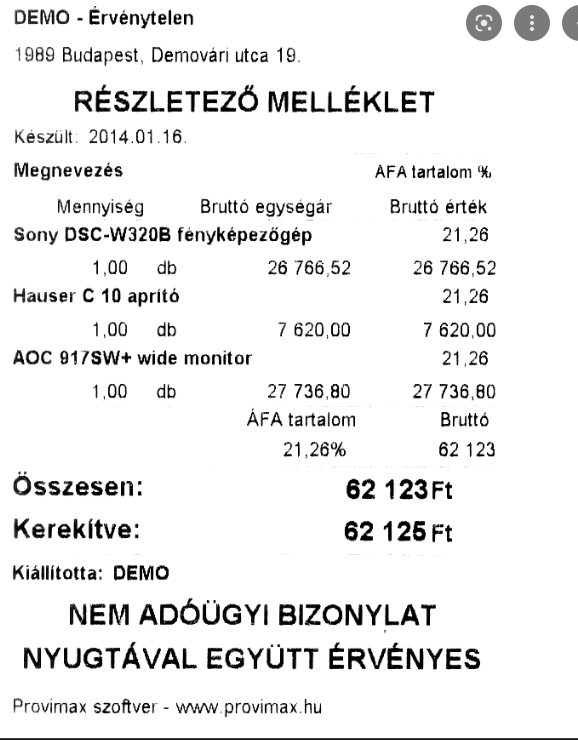 DEMO - Érvénytelen
1989 Budapest, Demovári utca 19.
RÉSZLETEZŐ MELLÉKLET
Készült: 2014.01.16.
Megnevezés ÁFA tartalom %
Mennyiség Bruttó egységár Bruttó érték
Sony DSC-W320B fényképezőgép 21,26
1,00 db 26 766,52 26 766,52
Hauser C 10 aprító 21,26
1,00 db 7 620,00 7 620,00
AOC 917SW+ wide monitor 21,26
1,00 db 27 736,80 27 736,80
ÁFA tartalom Bruttó
21,26% 62 123
Összesen: 62 123 Ft
Kerekítve: 62 125 Ft
Kiállította: DEMO
NEM ADÓÜGYI BIZONYLAT
NYUGTÁVAL EGYÜTT ÉRVÉNYES
Provimax szoftver - www.provimax.hu